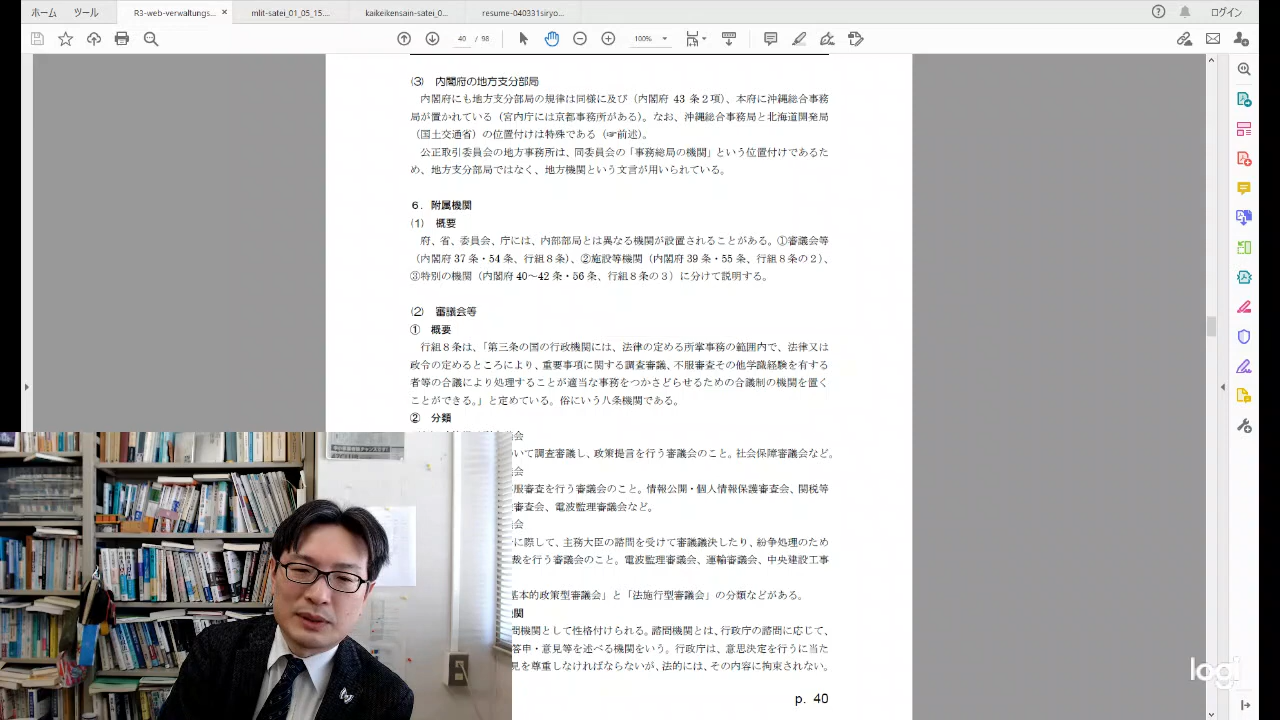 ホーム ツール R3-web-verwaltungs... × mlit-satei_01_05_15.... kaikeikensain-satei_0... resume-040331siryo... ログイン
40 / 98 100%
(3) 内閣府の地方支分部局
内閣府にも地方支分部局の規律は同様に及び（内閣府 43 条２項）、本府に沖縄総合事務
局が置かれている（宮内庁には京都事務所がある）。なお、沖縄総合事務局と北海道開発局
（国土交通省）の位置付けは特殊である（☞前述）。
公正取引委員会の地方事務所は、同委員会の「事務総局の機関」という位置付けであるた
め、地方支分部局ではなく、地方機関という文言が用いられている。
６．附属機関
(1) 概要
府、省、委員会、庁には、内部部局とは異なる機関が設置されることがある。①審議会等
（内閣府 37 条・54 条、行組８条）、②施設等機関（内閣府 39 条・55 条、行組８条の２）、
③特別の機関（内閣府 40～42 条・56 条、行組８条の３）に分けて説明する。
(2) 審議会等
① 概要
行組８条は、「第三条の国の行政機関には、法律の定める所掌事務の範囲内で、法律又は
政令の定めるところにより、重要事項に関する調査審議、不服審査その他学識経験を有する
者等の合議により処理することが適当な事務をつかさどらせるための合議制の機関を置く
ことができる。」と定めている。俗にいう八条機関である。
② 分類
会
いて調査審議し、政策提言を行う審議会のこと。社会保障審議会など。
会
服審査を行う審議会のこと。情報公開・個人情報保護審査会、関税等
審査会、電波監理審議会など。
会
に際して、主務大臣の諮問を受けて審議議決したり、紛争処理のため
裁を行う審議会のこと。電波監理審議会、運輸審議会、中央建設工事
基本的政策型審議会」と「法施行型審議会」の分類などがある。
関
問機関として性格付けられる。諮問機関とは、行政庁の諮問に応じて、
答申・意見等を述べる機関をいう。行政庁は、意思決定を行うに当た
見を尊重しなければならないが、法的には、その内容に拘束されない。
p. 40
logi